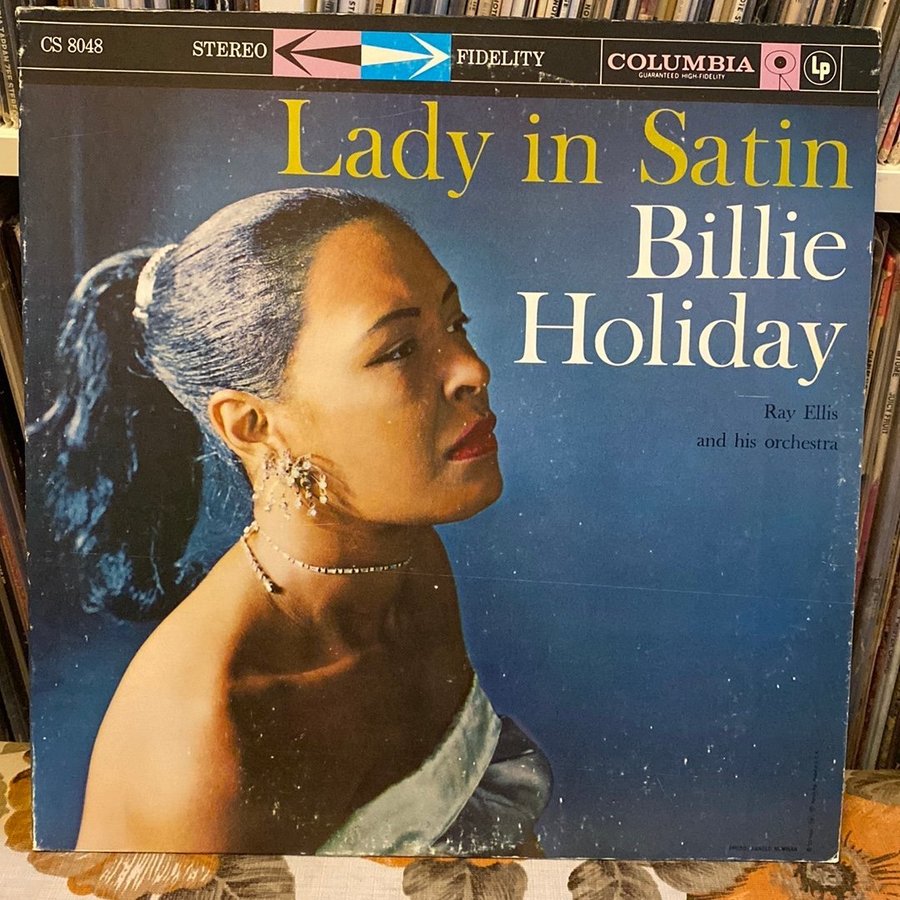 CS 8048
STEREO
FIDELITY
COLUMBIA
GUARANTEED HIGH-FIDELITY
LP
Lady in Satin
Billie
Holiday
Ray Ellis
and his orchestra